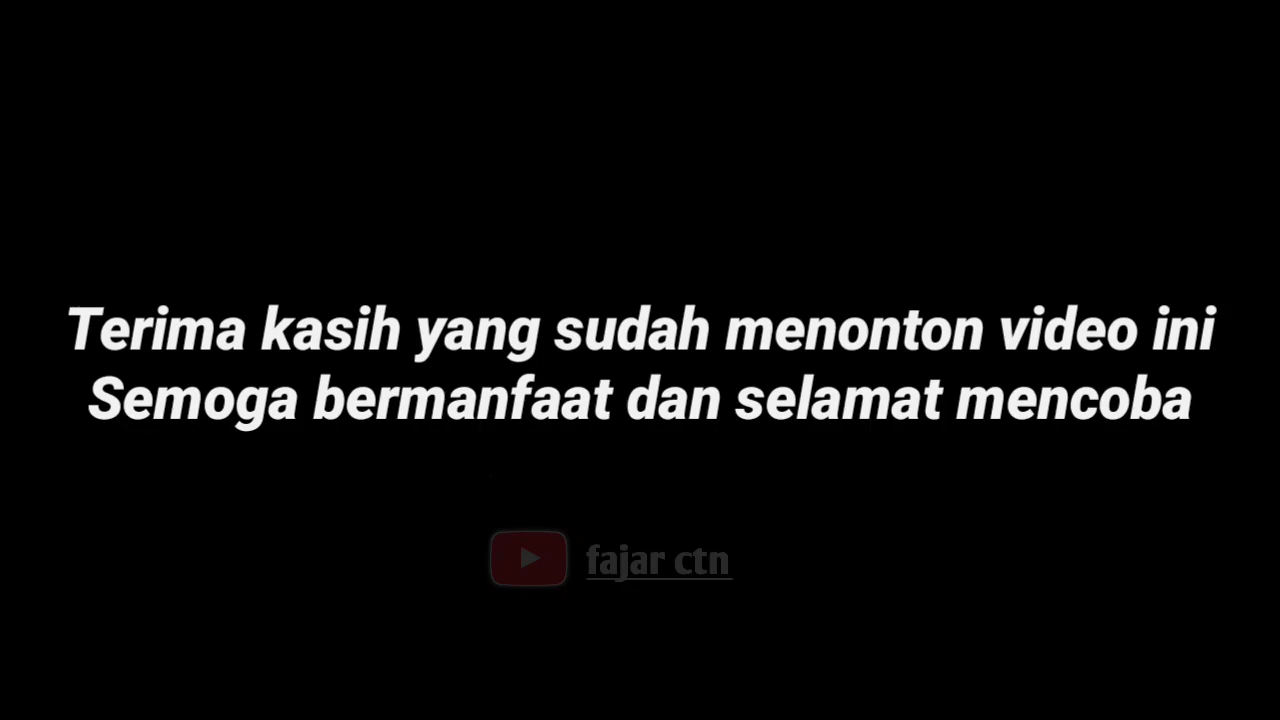 Terima kasih yang sudah menonton video ini
Semoga bermanfaat dan selamat mencoba
fajar ctn